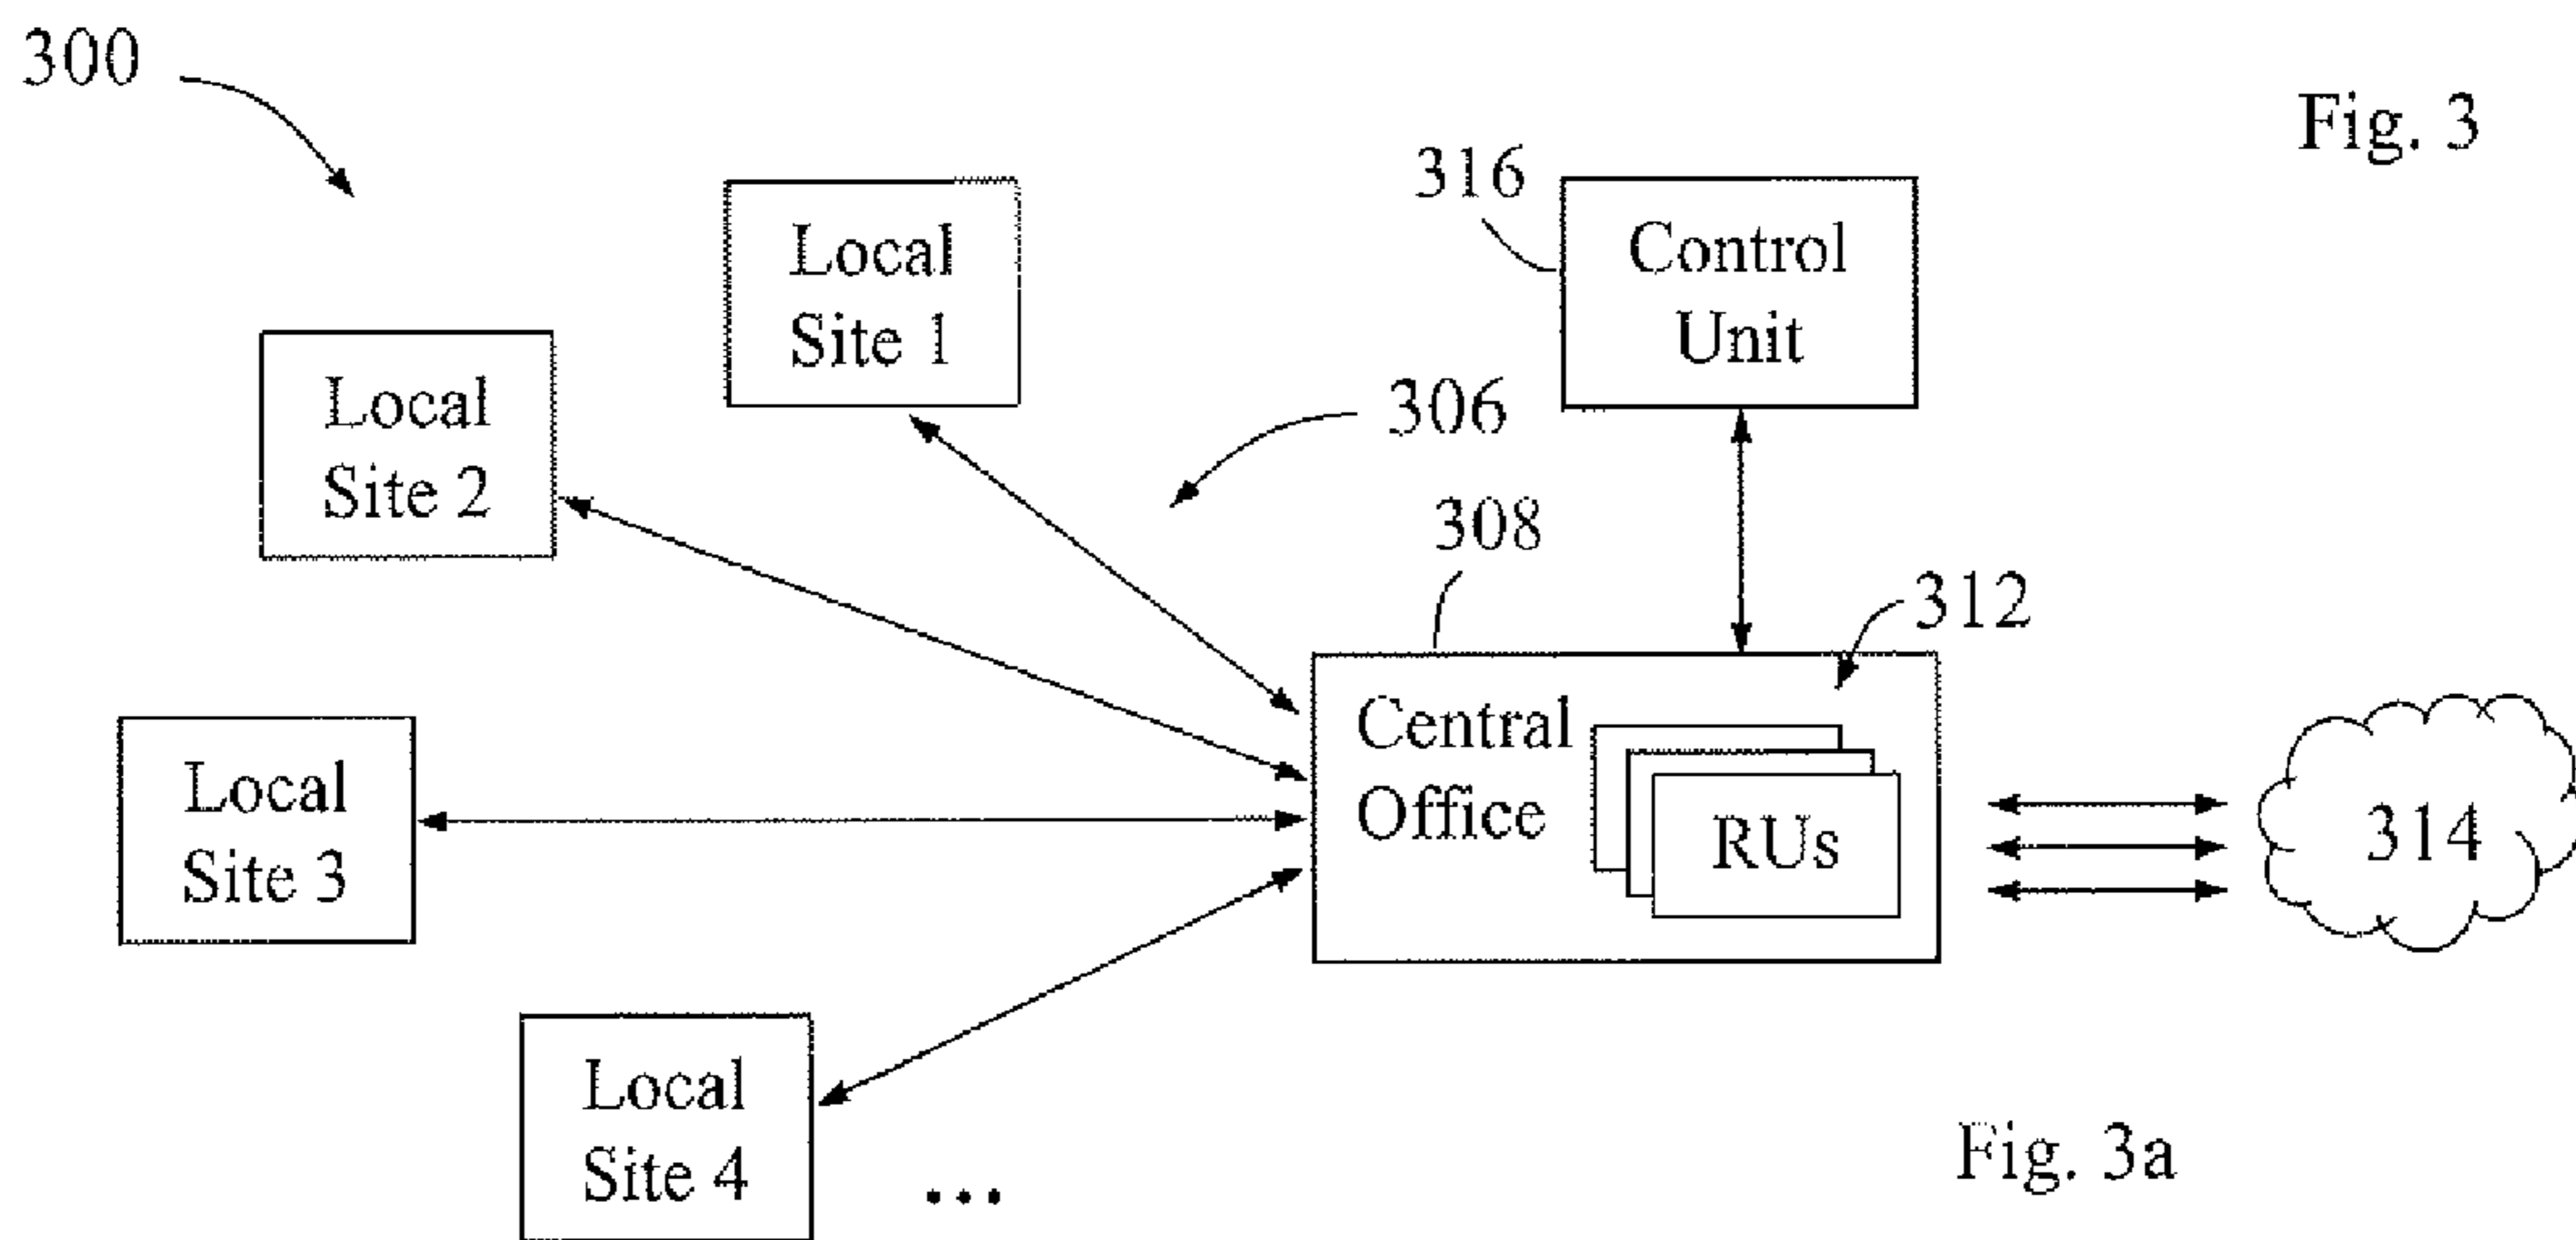 300
Fig. 3
316
Local
Site 1
Control
Unit
Local
Site 2
306
308
312
Local
Site 3
Central
Office
RUs
314
Local
Site 4
...
Fig. 3a